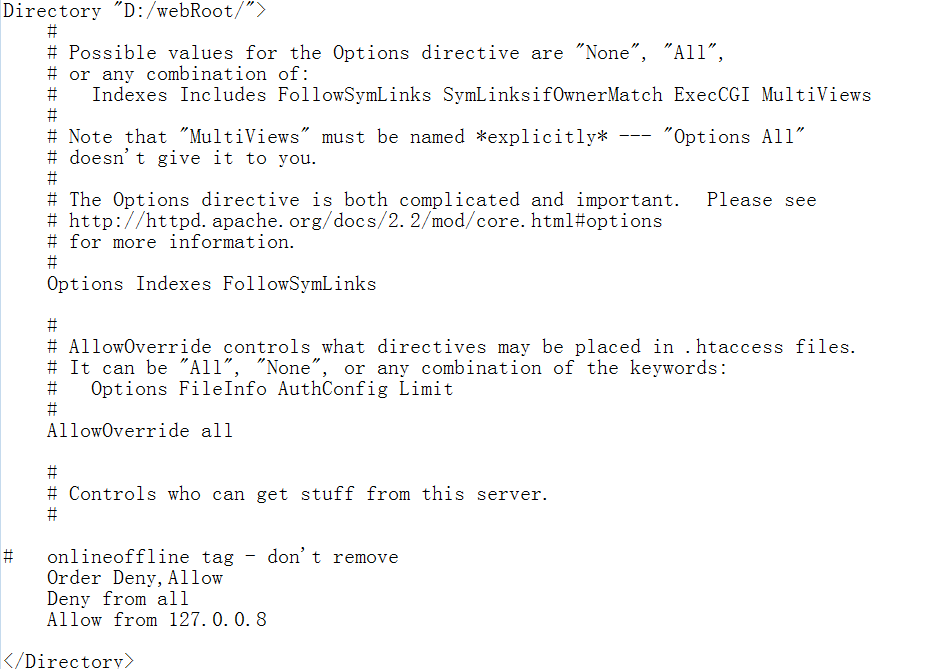 Directory "D:/webRoot/">
#
# Possible values for the Options directive are "None", "All",
# or any combination of:
#   Indexes Includes FollowSymLinks SymLinksifOwnerMatch ExecCGI MultiViews
#
# Note that "MultiViews" must be named *explicitly* --- "Options All"
# doesn't give it to you.
#
# The Options directive is both complicated and important.  Please see
# http://httpd.apache.org/docs/2.2/mod/core.html#options
# for more information.
#
Options Indexes FollowSymLinks
#
# AllowOverride controls what directives may be placed in .htaccess files.
# It can be "All", "None", or any combination of the keywords:
#   Options FileInfo AuthConfig Limit
#
AllowOverride all
#
# Controls who can get stuff from this server.
#
#   onlineoffline tag - don't remove
Order Deny,Allow
Deny from all
Allow from 127.0.0.8
</Directory>